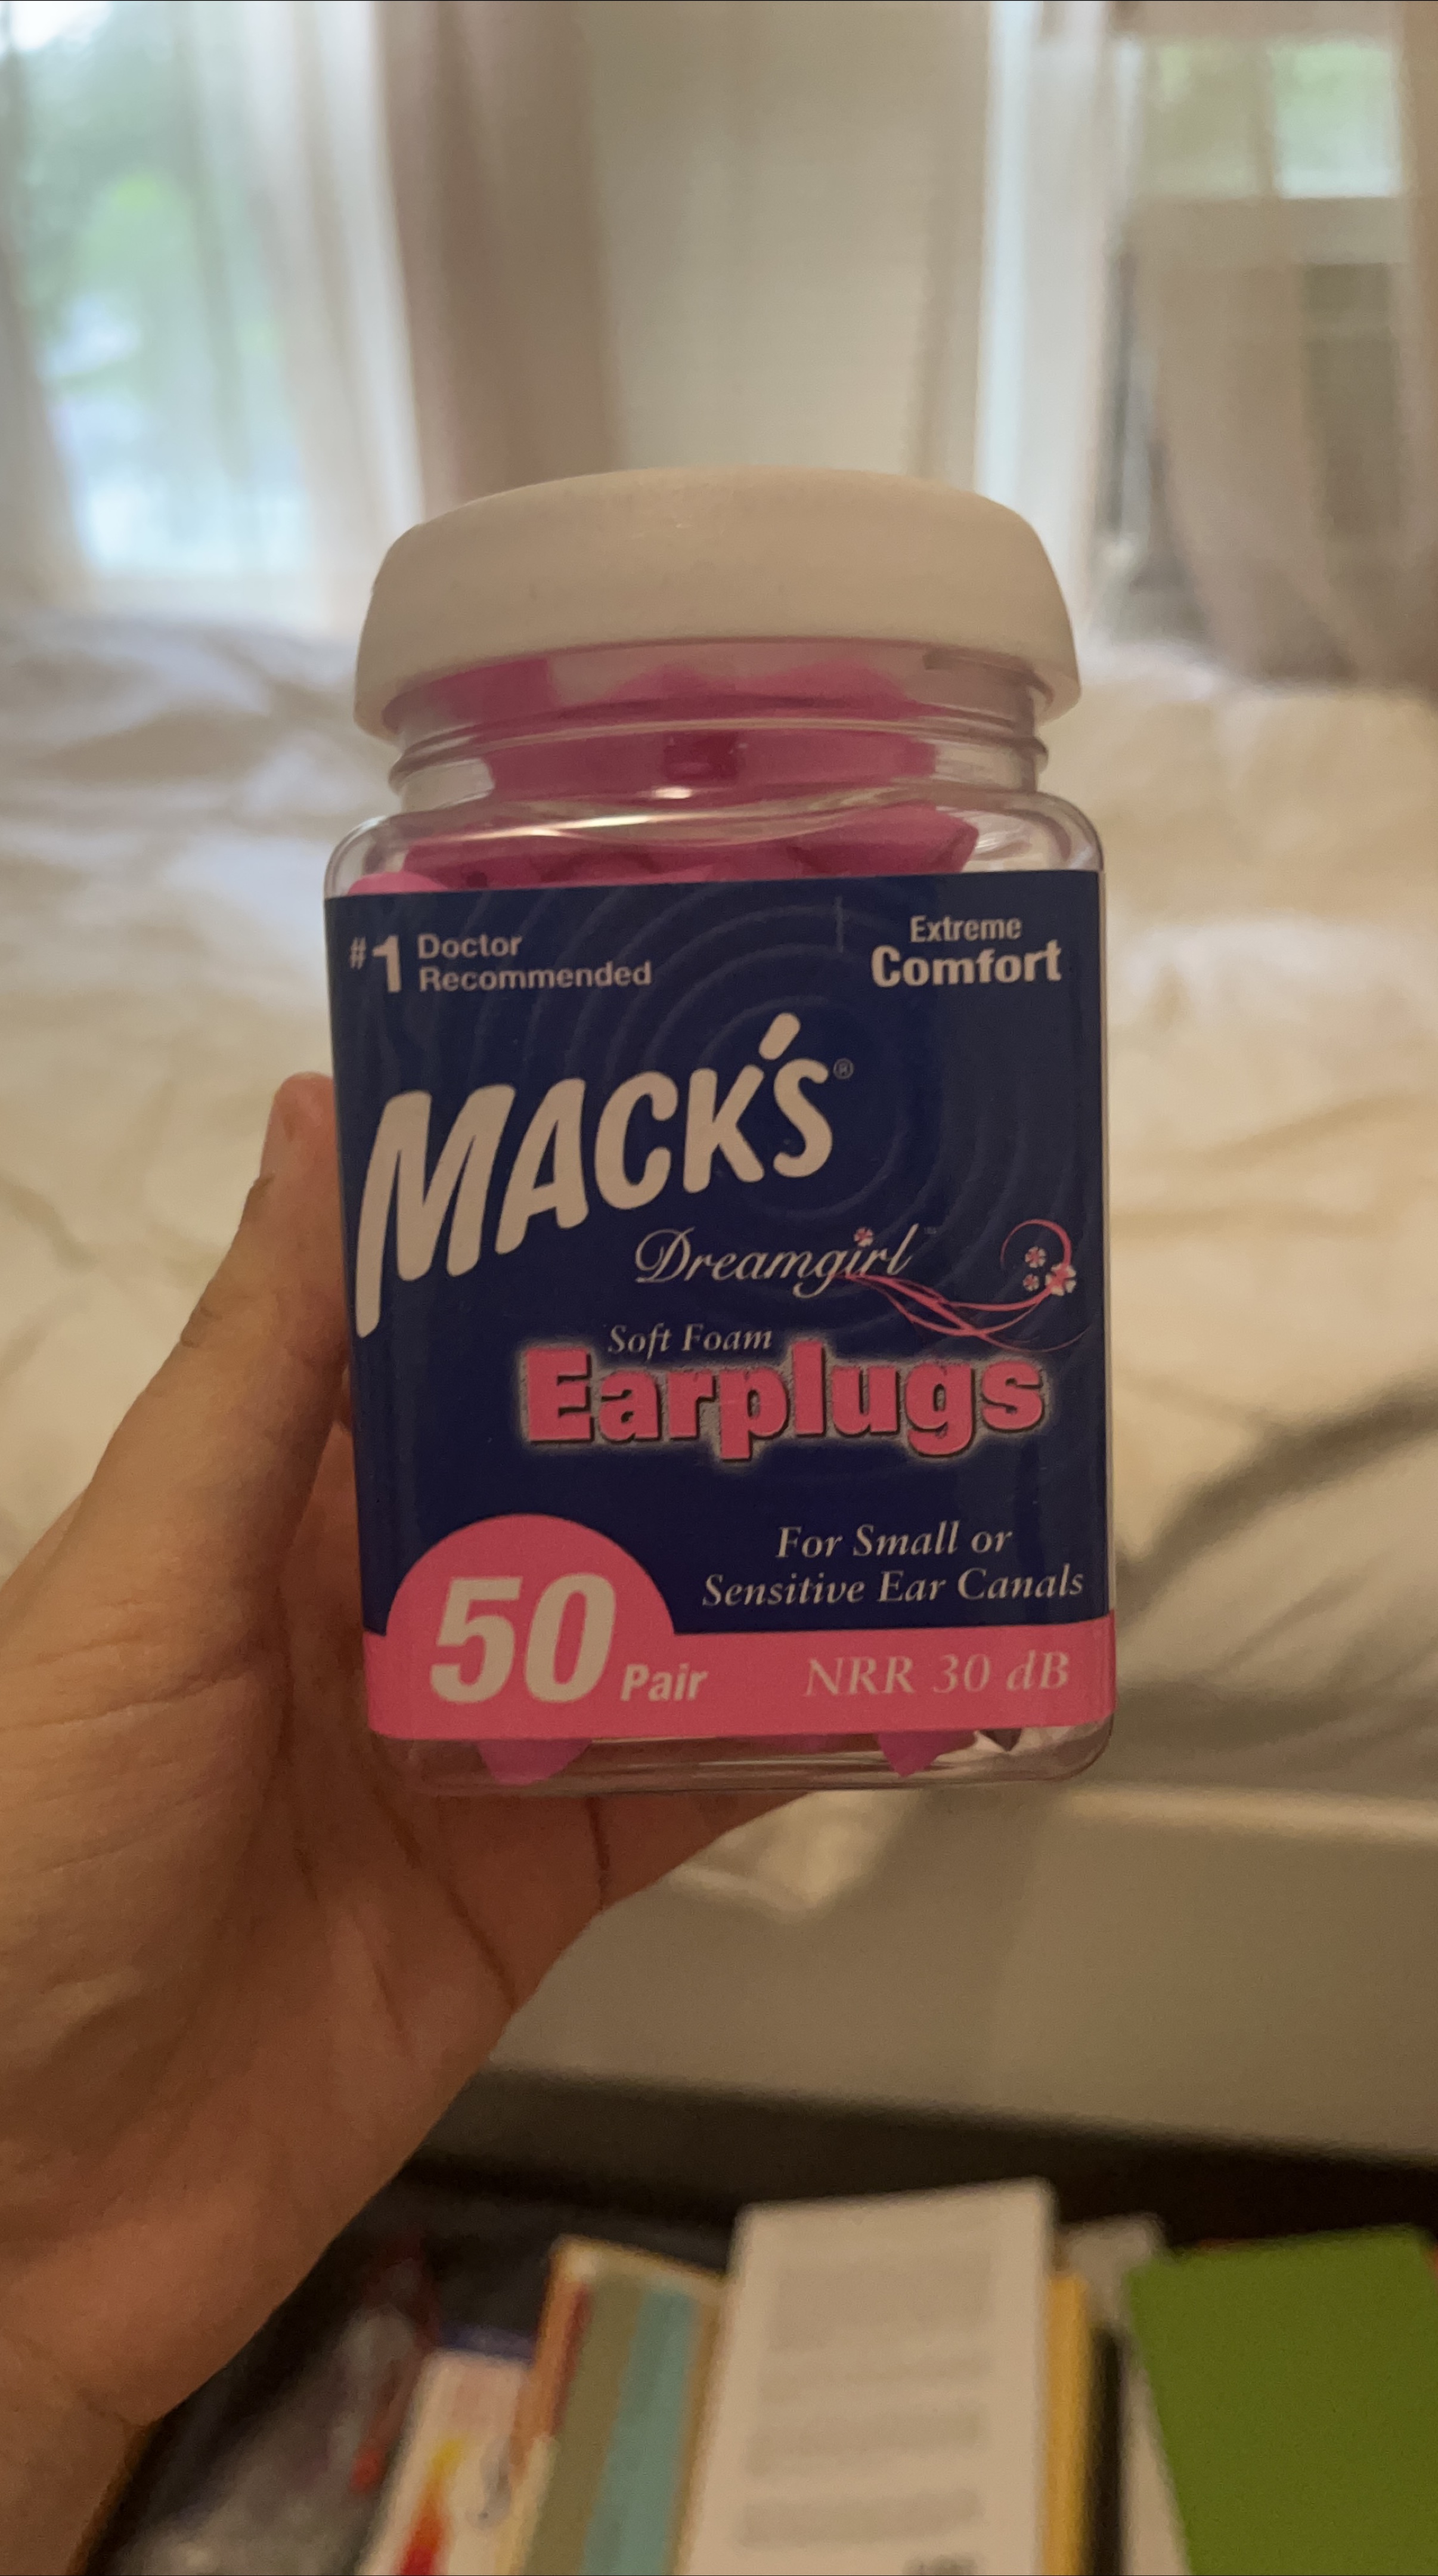 #1 Doctor
Recommended
Extreme
Comfort
MACK'S®
Dreamgirl™
Soft Foam
Earplugs
For Small or
Sensitive Ear Canals
50 Pair
NRR 30 dB